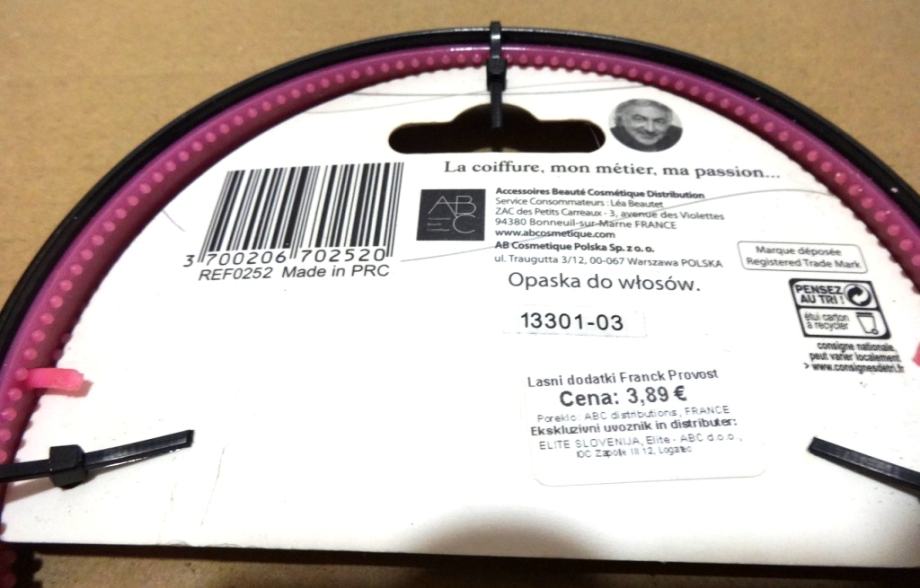 La coiffure, mon métier, ma passion...
AB
EC
Accessoires Beauté Cosmétique Distribution
Service Consommateurs : Léa Beautet
ZAC des Petits Carreaux - 3, avenue des Violettes
94380 Bonneuil-sur-Marne FRANCE
www.abcosmetique.com
AB Cosmetique Polska Sp. z o. o.
ul. Traugutta 3/12, 00-067 Warszawa POLSKA
3 700206 702520
REF0252 Made in PRC
Marque déposée
Registered Trade Mark
Opaska do włosów.
PENSEZ
AU TRI !
étui carton
à recycler
consigne nationale,
peut varier localement
> www.consignesdetri.fr
13301-03
Lasni dodatki Franck Provost
Cena: 3,89 €
Poreklo: ABC distributions, FRANCE
Ekskluzivni uvoznik in distributer:
ELITE SLOVENIJA, Elite - ABC d.o.o.,
IOC Zapolje III 12, Logatec